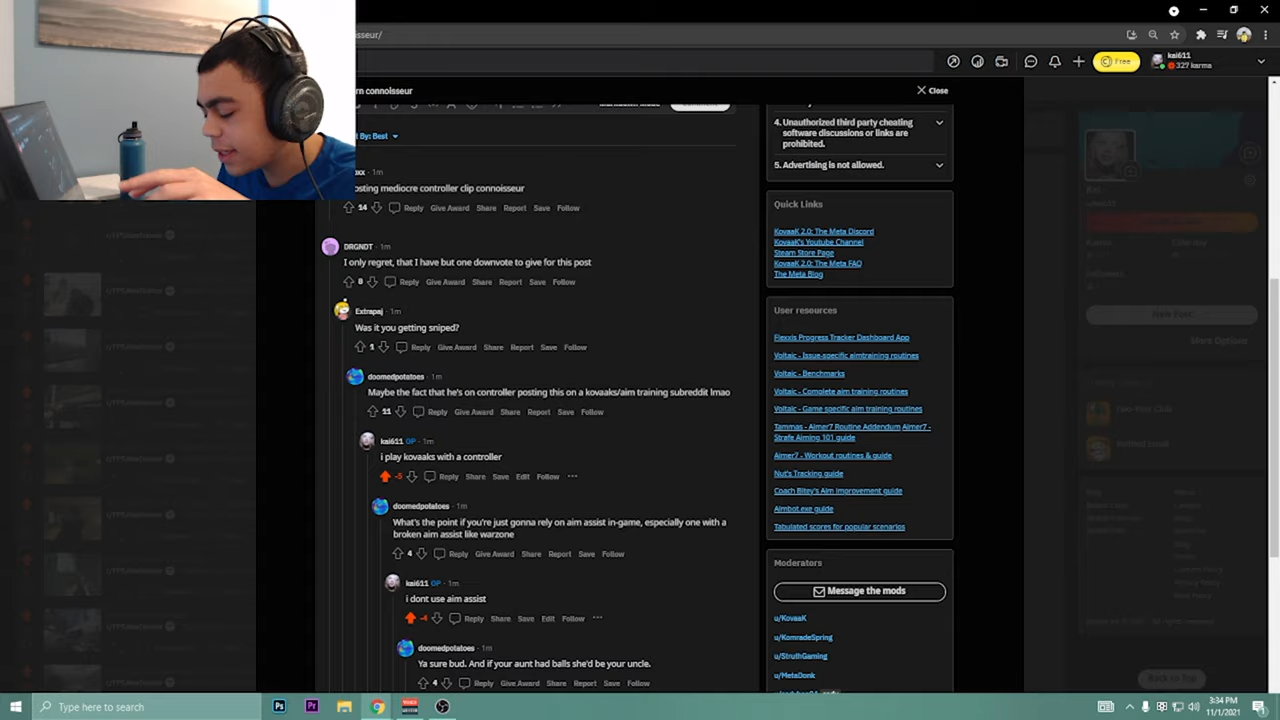 sseur/
Free
kai611
327 karma
rn connoisseur
Close
t By: Best
oxx · 1m
osting mediocre controller clip connoisseur
14 Reply Give Award Share Report Save Follow
DRGNDT · 1m
I only regret, that I have but one downvote to give for this post
8 Reply Give Award Share Report Save Follow
Extrapaj · 1m
Was it you getting sniped?
1 Reply Give Award Share Report Save Follow
doomedpotatoes · 1m
Maybe the fact that he's on controller posting this on a kovaaks/aim training subreddit lmao
11 Reply Give Award Share Report Save Follow
kai611 OP · 1m
i play kovaaks with a controller
-5 Reply Share Save Edit Follow ...
doomedpotatoes · 1m
What's the point if you're just gonna rely on aim assist in-game, especially one with a
broken aim assist like warzone
4 Reply Give Award Share Report Save Follow
kai611 OP · 1m
i dont use aim assist
-4 Reply Share Save Edit Follow ...
doomedpotatoes · 1m
Ya sure bud. And if your aunt had balls she'd be your uncle.
4 Reply Give Award Share Report Save Follow
4. Unauthorized third party cheating
software discussions or links are
prohibited.
5. Advertising is not allowed.
Quick Links
KovaaK 2.0: The Meta Discord
KovaaK's Youtube Channel
Steam Store Page
KovaaK 2.0: The Meta FAQ
The Meta Blog
User resources
Flexxis Progress Tracker Dashboard App
Voltaic - Issue-specific aimtraining routines
Voltaic - Benchmarks
Voltaic - Complete aim training routines
Voltaic - Game specific aim training routines
Tammas - Aimer7 Routine Addendum Aimer7 -
Strafe Aiming 101 guide
Aimer7 - Workout routines & guide
Nut's Tracking guide
Coach Bitey's Aim Improvement guide
Aimbot.exe guide
Tabulated scores for popular scenarios
Moderators
Message the mods
u/KovaaK
u/KomradeSpring
u/StruthGaming
u/MetaDonk
New Post
More Options
Back to Top
Type here to search
3:34 PM
11/1/2021